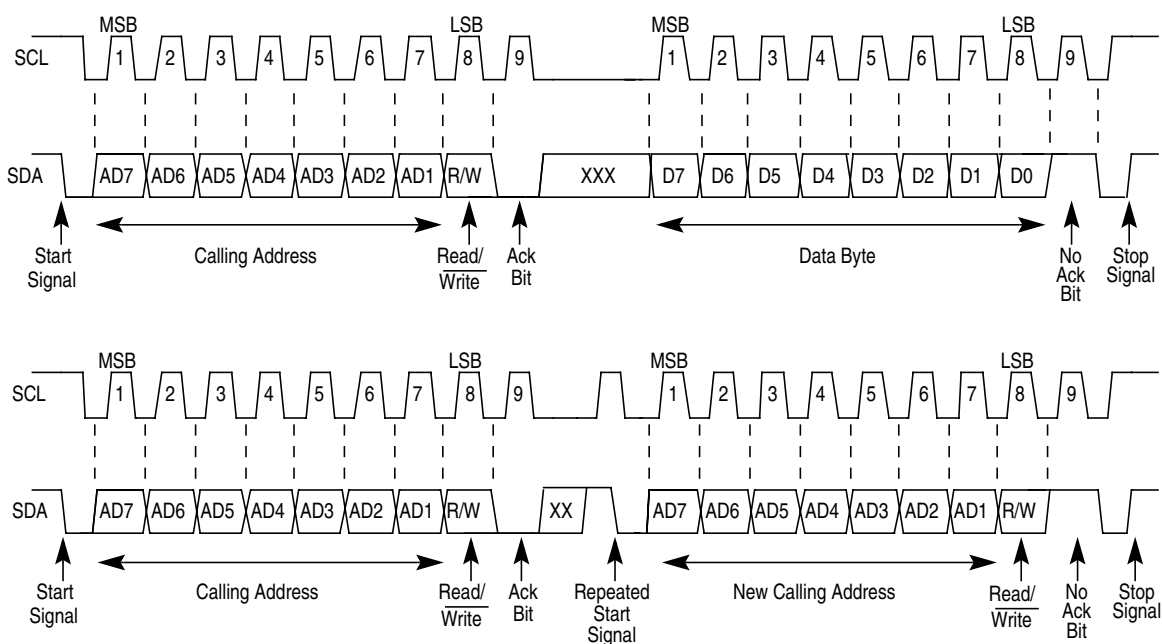 MSB LSB MSB LSB
SCL 1 2 3 4 5 6 7 8 9 1 2 3 4 5 6 7 8 9
SDA AD7 AD6 AD5 AD4 AD3 AD2 AD1 R/W XXX D7 D6 D5 D4 D3 D2 D1 D0
Start Signal
Calling Address
Read/ Write
Ack Bit
Data Byte
No Ack Bit
Stop Signal
MSB LSB MSB LSB
SCL 1 2 3 4 5 6 7 8 9 1 2 3 4 5 6 7 8 9
SDA AD7 AD6 AD5 AD4 AD3 AD2 AD1 R/W XX AD7 AD6 AD5 AD4 AD3 AD2 AD1 R/W
Start Signal
Calling Address
Read/ Write
Ack Bit
Repeated Start Signal
New Calling Address
Read/ Write
No Ack Bit
Stop Signal